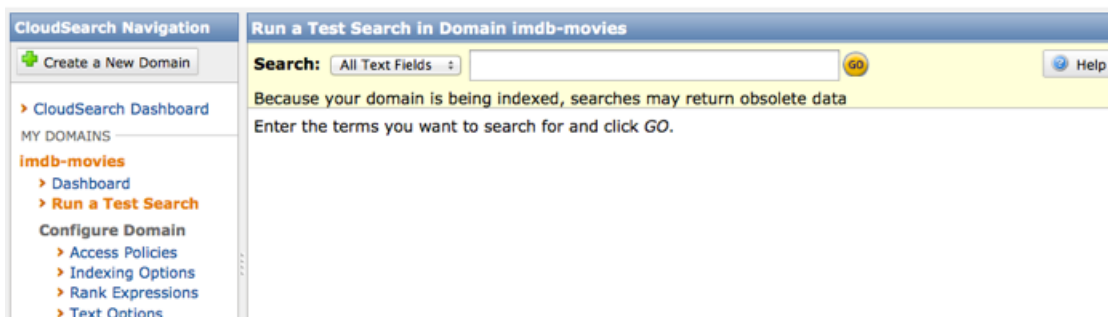 CloudSearch Navigation
Create a New Domain
CloudSearch Dashboard
MY DOMAINS
imdb-movies
Dashboard
Run a Test Search
Configure Domain
Access Policies
Indexing Options
Rank Expressions
Text Options
Run a Test Search in Domain imdb-movies
Search: All Text Fields GO Help
Because your domain is being indexed, searches may return obsolete data
Enter the terms you want to search for and click GO.